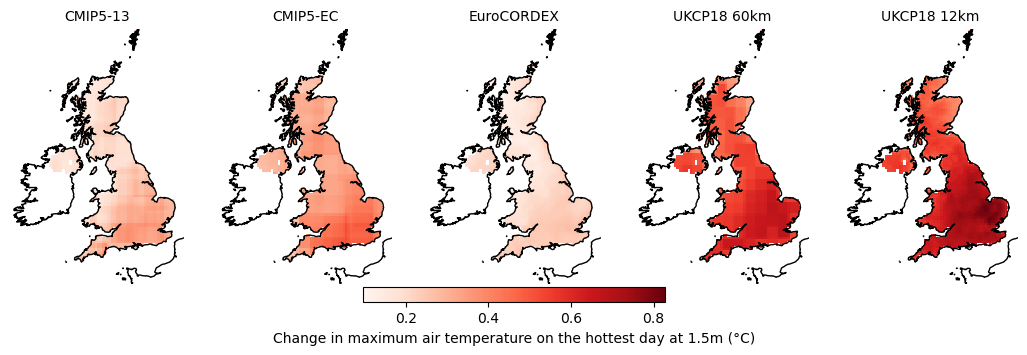 CMIP5-13 CMIP5-EC EuroCORDEX UKCP18 60km UKCP18 12km
0.2 0.4 0.6 0.8
Change in maximum air temperature on the hottest day at 1.5m (°C)